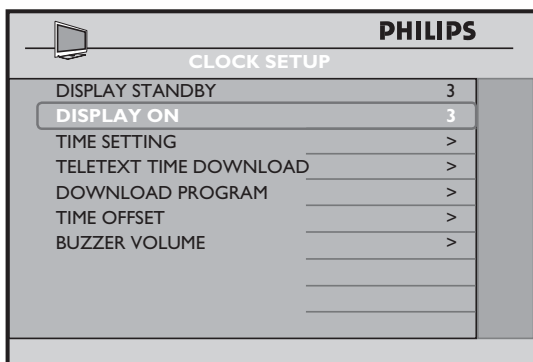 PHILIPS
CLOCK SETUP
DISPLAY STANDBY 3
DISPLAY ON 3
TIME SETTING >
TELETEXT TIME DOWNLOAD >
DOWNLOAD PROGRAM >
TIME OFFSET >
BUZZER VOLUME >